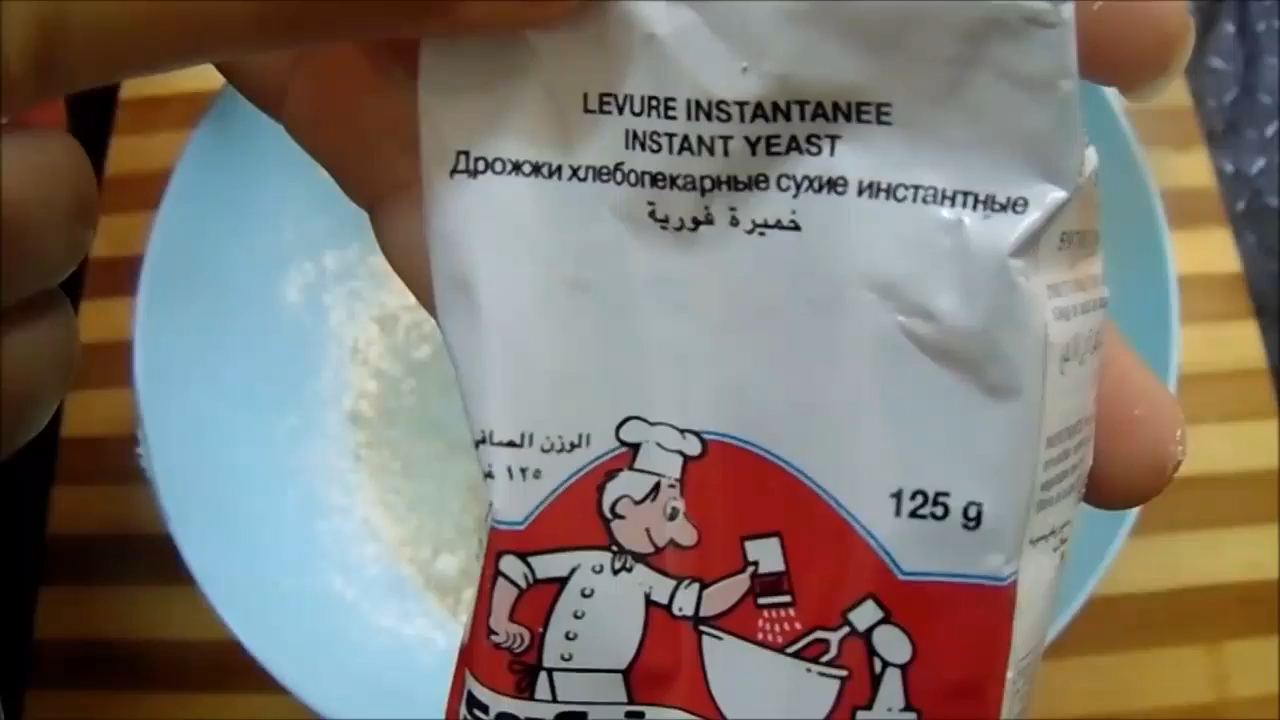 LEVURE INSTANTANEE
INSTANT YEAST
Дрожжи хлебопекарные сухие инстантные
خميرة فورية
الوزن الصافي
١٢٥
125 g